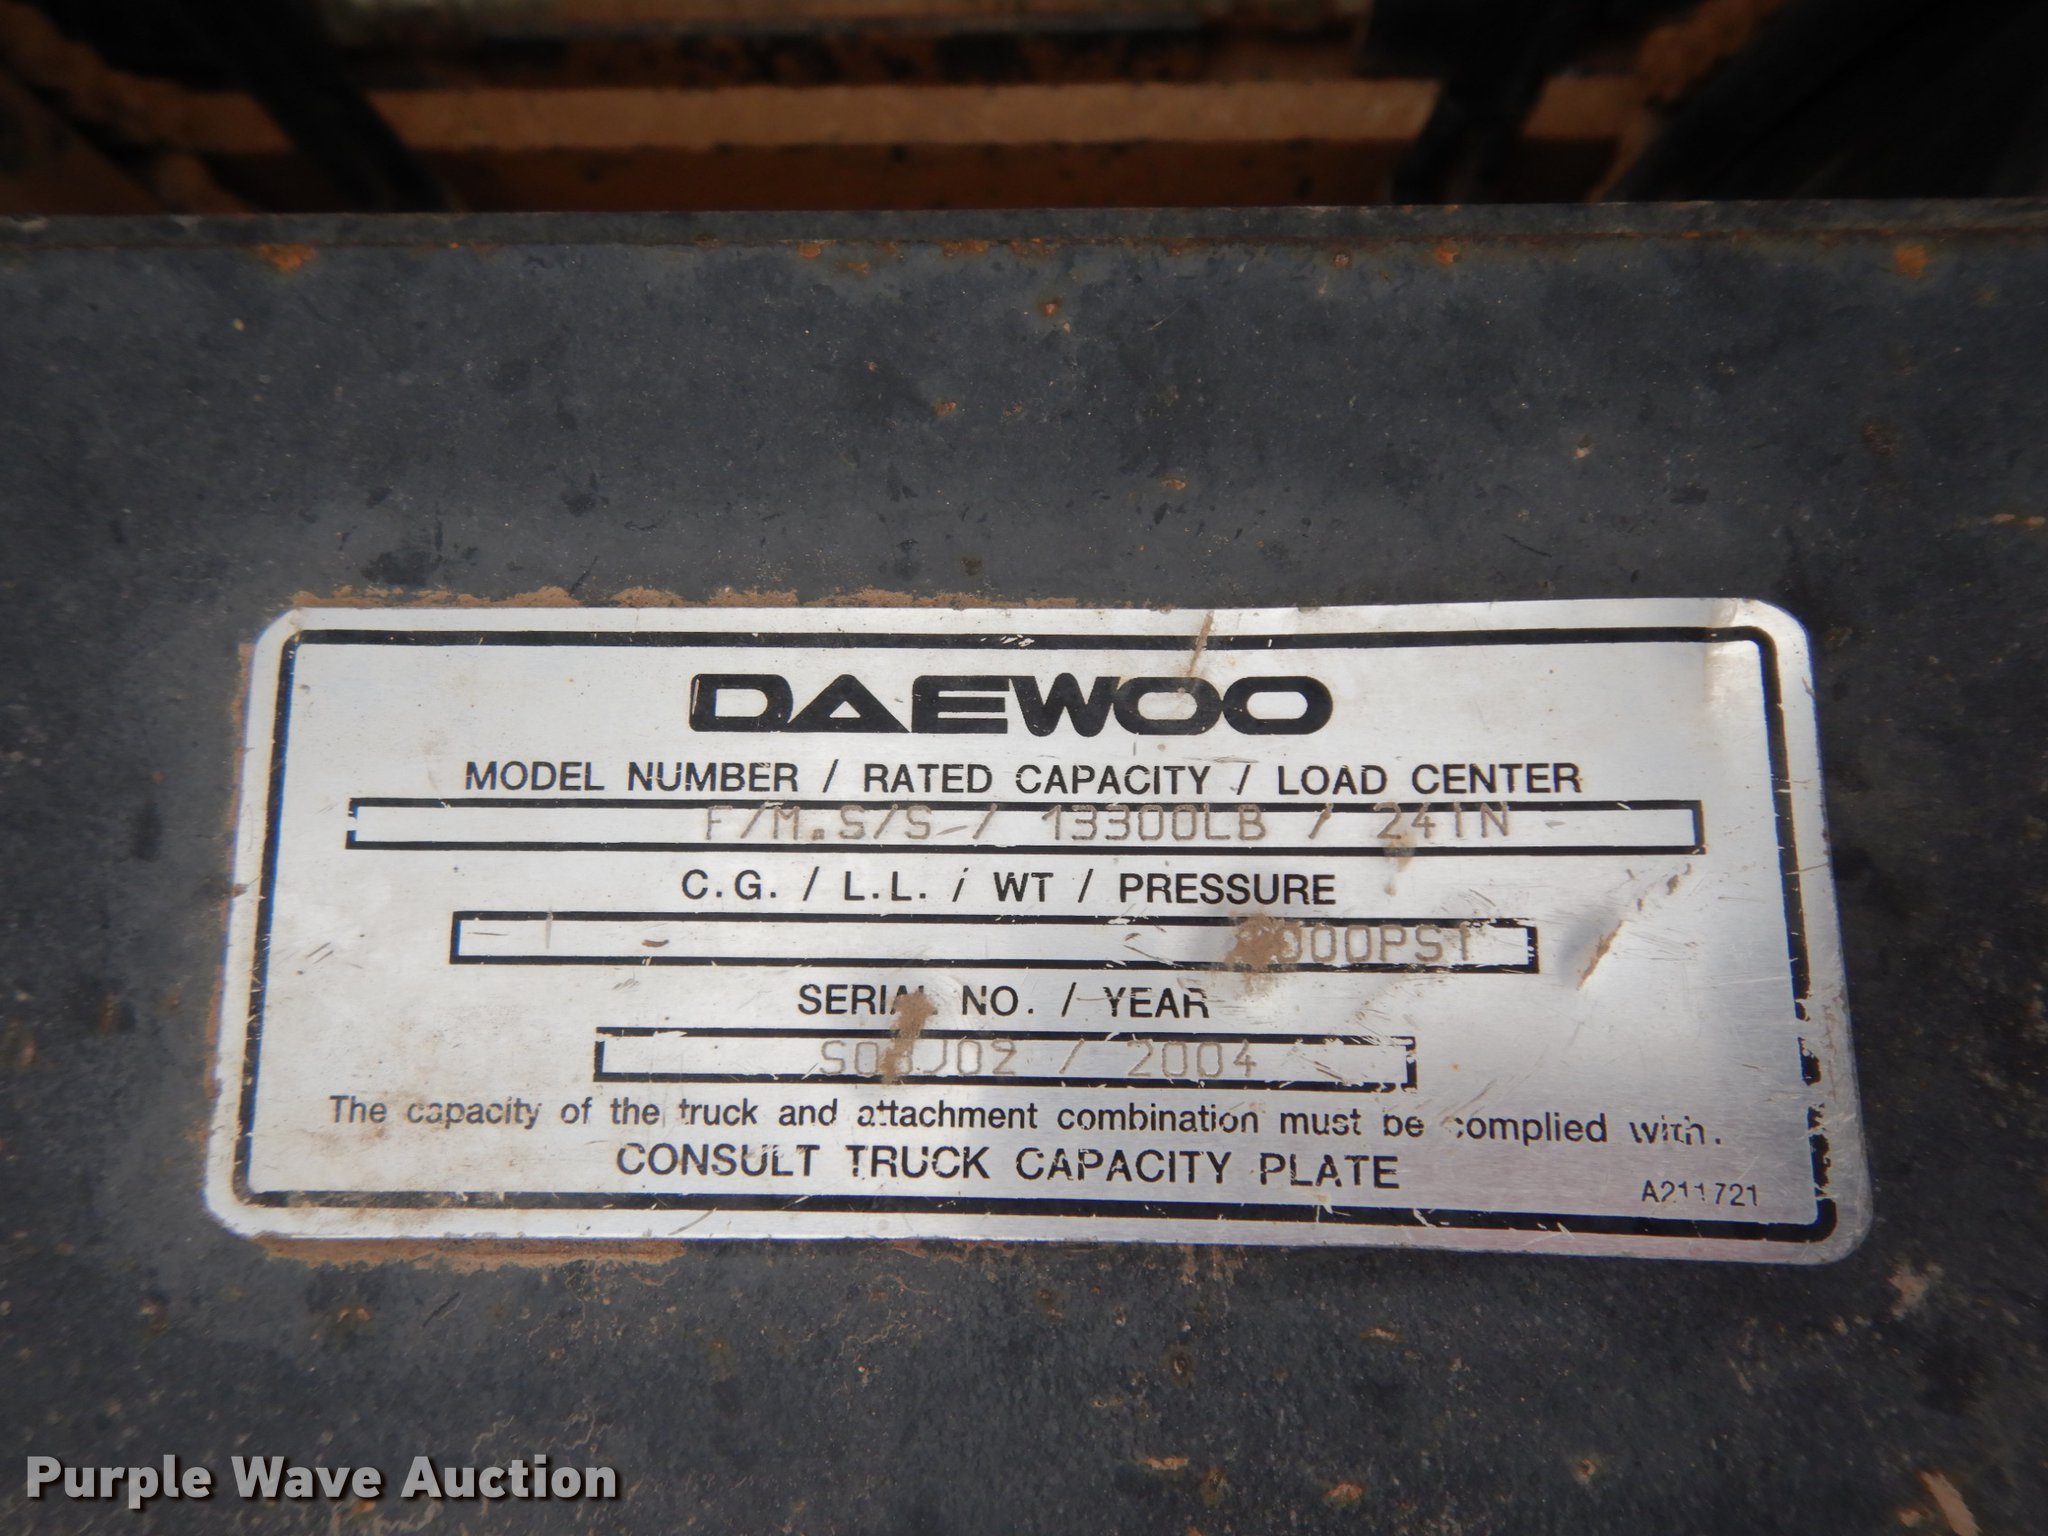 DAEWOO
MODEL NUMBER / RATED CAPACITY / LOAD CENTER
F/M.S/S / 13300LB / 24IN
C.G. / L.L. / WT / PRESSURE
SERIAL NO. / YEAR
/ 2004
The capacity of the truck and attachment combination must be complied with.
CONSULT TRUCK CAPACITY PLATE
A211721
Purple Wave Auction